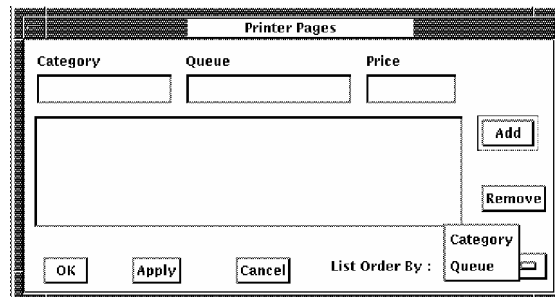 Printer Pages
Category Queue Price
Add
Remove
Category
List Order By : Queue
OK Apply Cancel